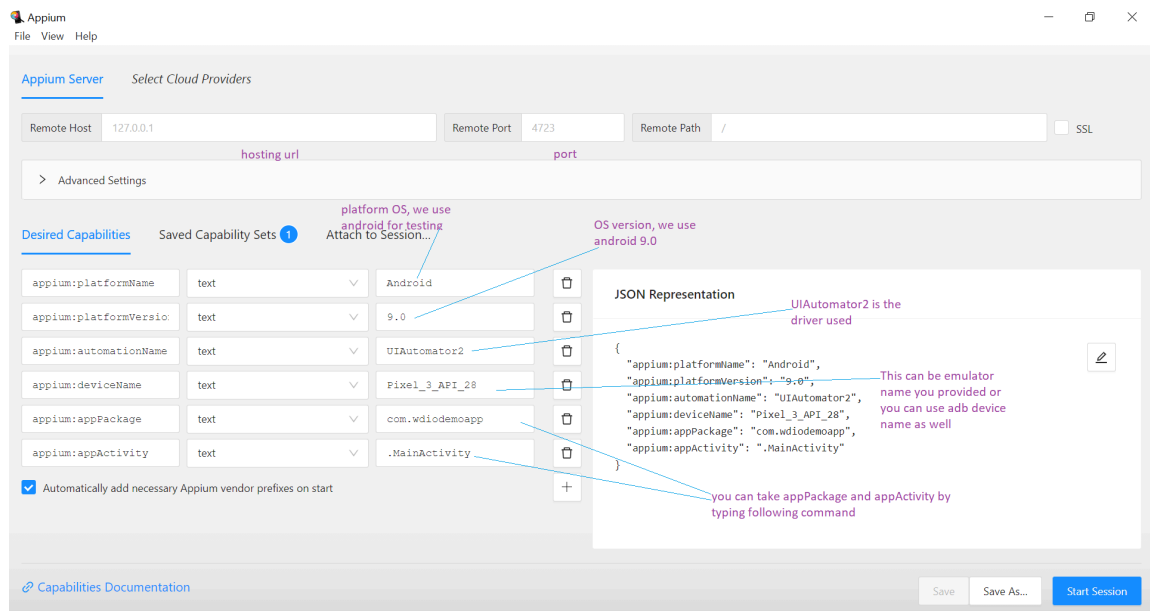 Appium
File View Help
Appium Server Select Cloud Providers
Remote Host 127.0.0.1 Remote Port 4723 Remote Path / SSL
hosting url port
Advanced Settings
platform OS, we use
android for testing
OS version, we use
android 9.0
Desired Capabilities Saved Capability Sets 1 Attach to Session...
appium:platformName text Android
appium:platformVersio text 9.0
appium:automationName text UIAutomator2
appium:deviceName text Pixel_3_API_28
appium:appPackage text com.wdiodemoapp
appium:appActivity text .MainActivity
Automatically add necessary Appium vendor prefixes on start
JSON Representation
UIAutomator2 is the
driver used
{
"appium:platformName": "Android",
"appium:platformVersion": "9.0",
"appium:automationName": "UIAutomator2",
"appium:deviceName": "Pixel_3_API_28",
"appium:appPackage": "com.wdiodemoapp",
"appium:appActivity": ".MainActivity"
}
This can be emulator
name you provided or
you can use adb device
name as well
you can take appPackage and appActivity by
typing following command
Capabilities Documentation Save Save As... Start Session